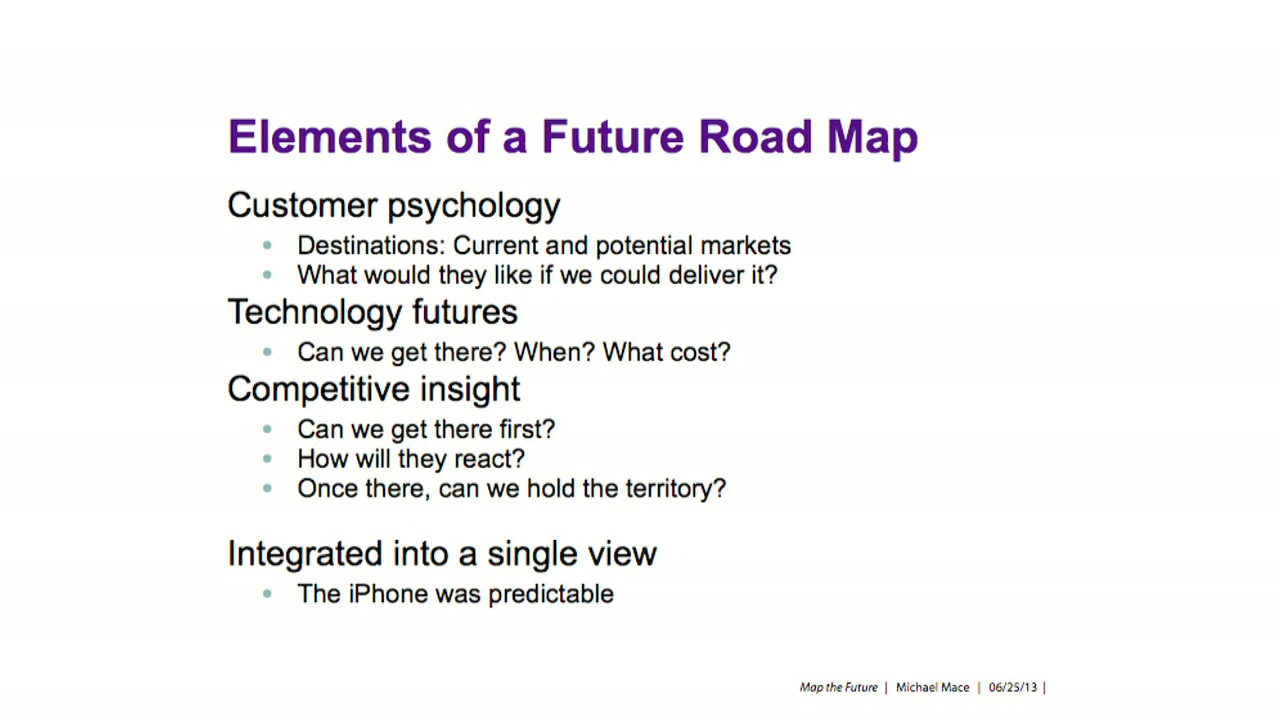 Elements of a Future Road Map
Customer psychology
• Destinations: Current and potential markets
• What would they like if we could deliver it?
Technology futures
• Can we get there? When? What cost?
Competitive insight
• Can we get there first?
• How will they react?
• Once there, can we hold the territory?
Integrated into a single view
• The iPhone was predictable
Map the Future | Michael Mace | 06/25/13 |